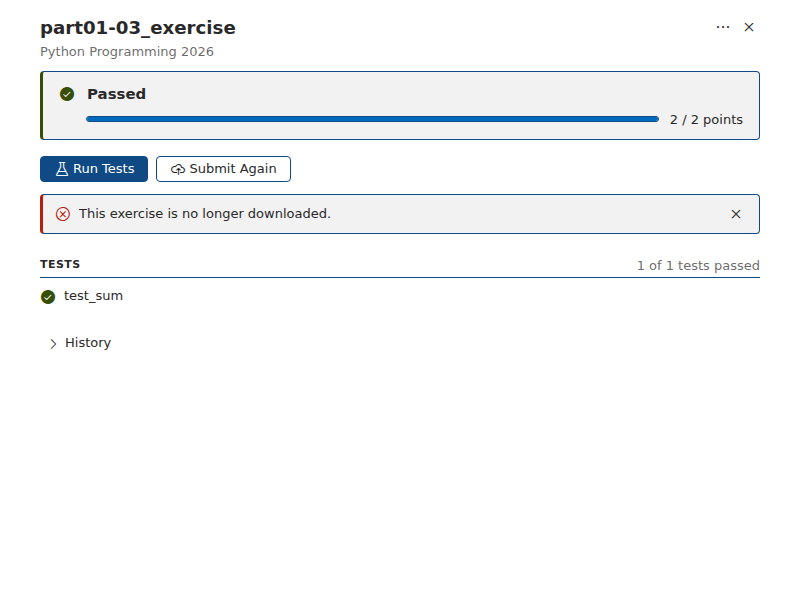 part01-03_exercise
Python Programming 2026
Passed
2 / 2 points
Run Tests
Submit Again
This exercise is no longer downloaded.
TESTS
1 of 1 tests passed
test_sum
History